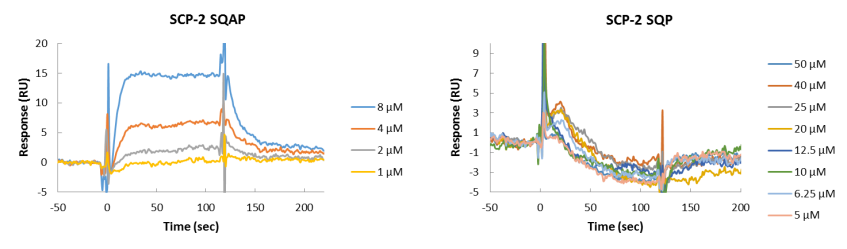 SCP-2 SQAP
Response (RU)
20
15
10
5
0
-5
-50
0
50
100
150
200
Time (sec)
8 μM
4 μM
2 μM
1 μM
SCP-2 SQP
Response (RU)
9
7
5
3
1
-1
-3
-5
-50
0
50
100
150
200
Time (sec)
50 μM
40 μM
25 μM
20 μM
12.5 μM
10 μM
6.25 μM
5 μM